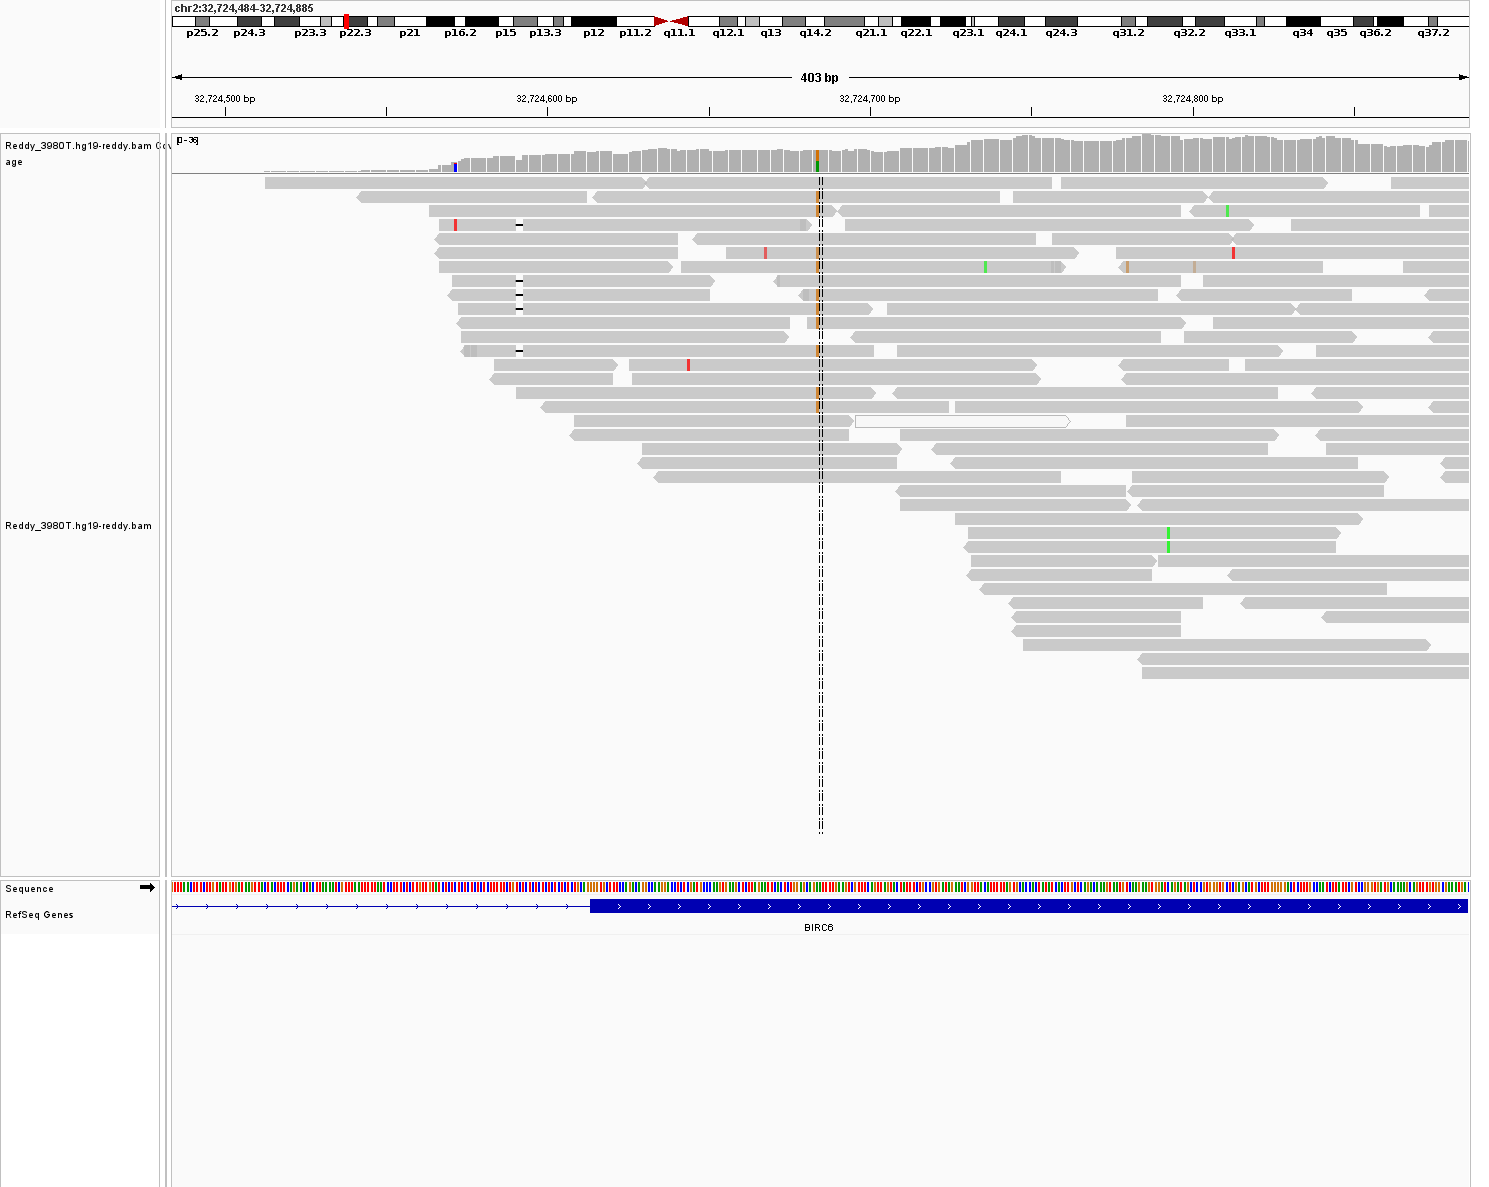 chr2:32,724,484-32,724,885
p25.2 p24.3 p23.3 p22.3 p21 p16.2 p15 p13.3 p12 p11.2 q11.1 q12.1 q13 q14.2 q21.1 q22.1 q23.1 q24.1 q24.3 q31.2 q32.2 q33.1 q34 q35 q36.2 q37.2
403 bp
32,724,500 bp 32,724,600 bp 32,724,700 bp 32,724,800 bp
[0-36]
Reddy_3980T.hg19-reddy.bam Cov
age
Reddy_3980T.hg19-reddy.bam
Sequence
RefSeq Genes
BIRC6